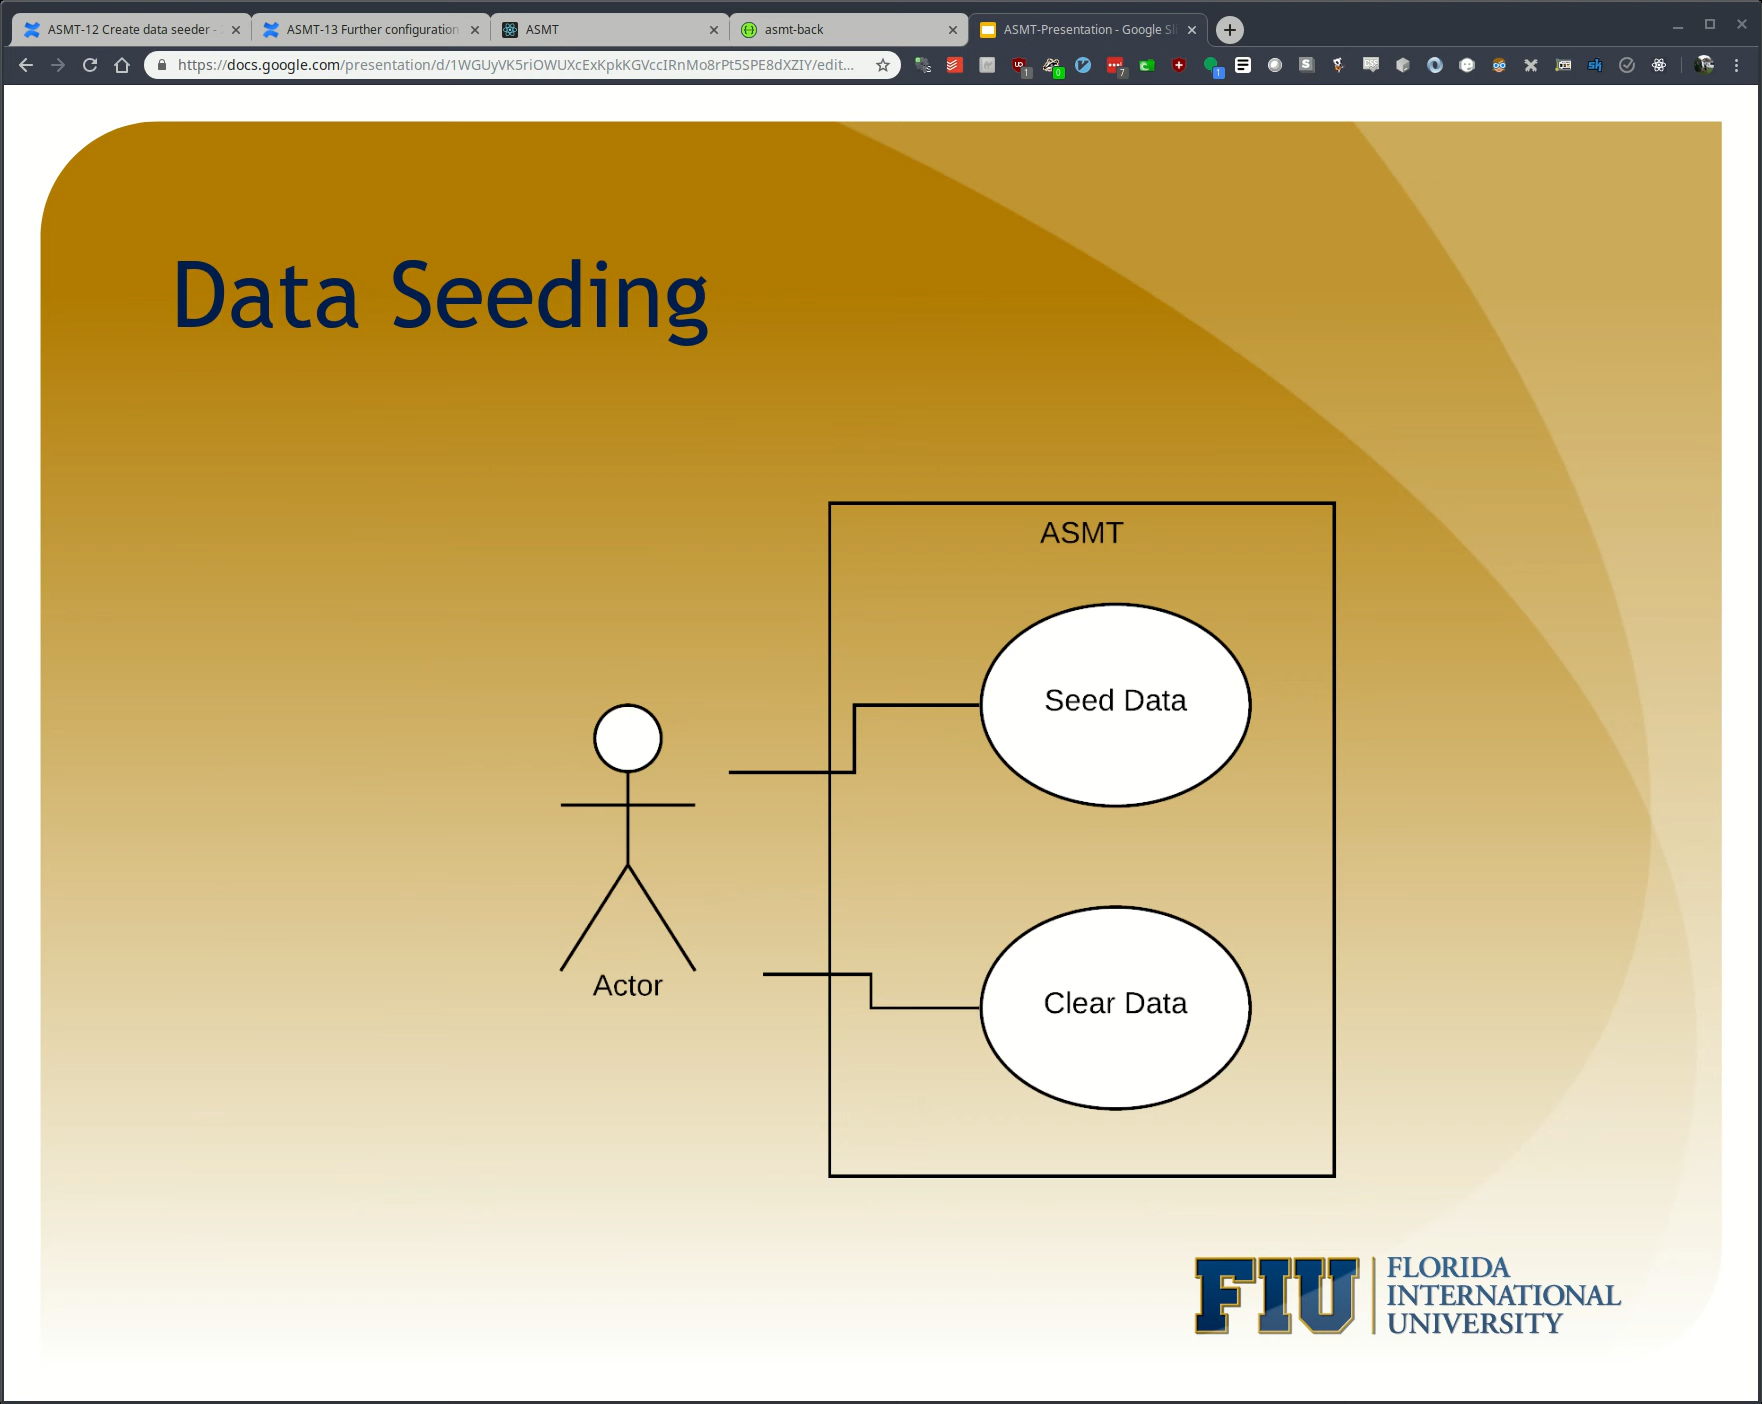 ASMT-12 Create data seeder -
ASMT-13 Further configuration
ASMT
asmt-back
ASMT-Presentation - Google Sl
https://docs.google.com/presentation/d/1WGUyVK5riOWUXcExKpkKGVccIRnMo8rPt5SPE8dXZIY/edit...
Data Seeding
ASMT
Seed Data
Actor
Clear Data
FIU
FLORIDA
INTERNATIONAL
UNIVERSITY